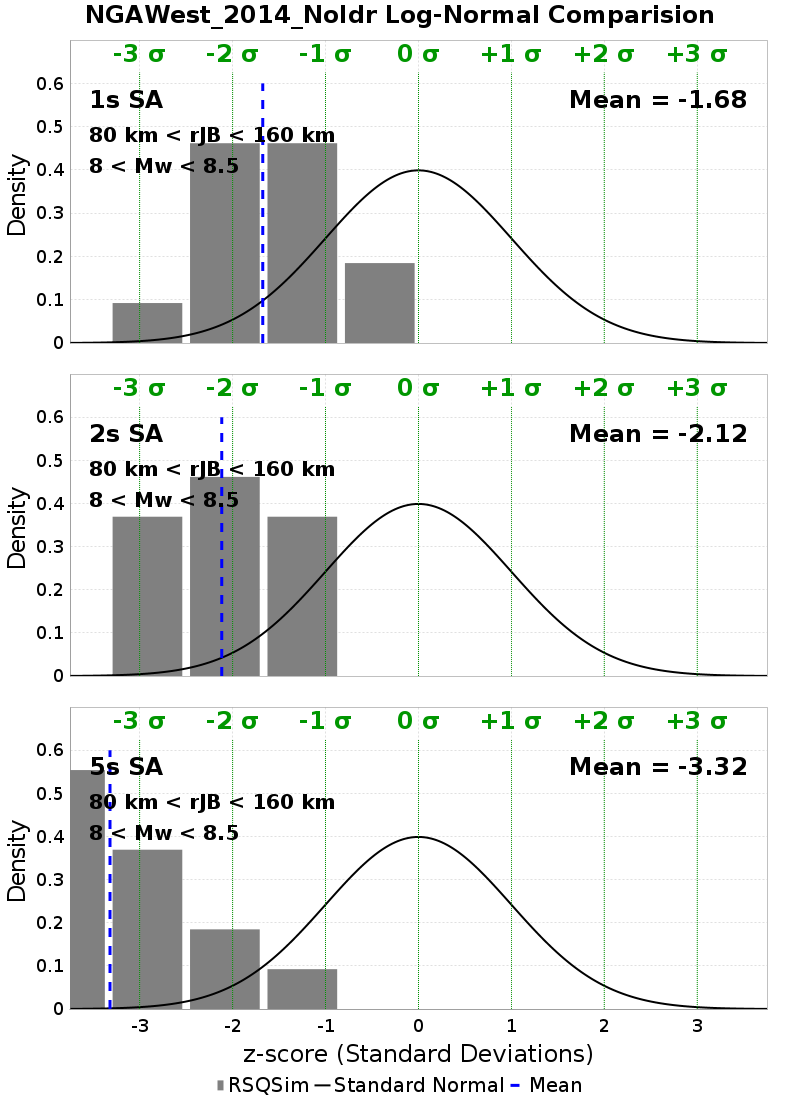 NGAWest_2014_NoIdr Log-Normal Comparision
-3 σ -2 σ -1 σ 0 σ +1 σ +2 σ +3 σ
1s SA
Mean = -1.68
80 km < rJB < 160 km
8 < Mw < 8.5
0.6
0.5
0.4
0.3
0.2
0.1
0
Density
-3 σ -2 σ -1 σ 0 σ +1 σ +2 σ +3 σ
2s SA
Mean = -2.12
80 km < rJB < 160 km
8 < Mw < 8.5
0.6
0.5
0.4
0.3
0.2
0.1
0
Density
-3 σ -2 σ -1 σ 0 σ +1 σ +2 σ +3 σ
5s SA
Mean = -3.32
80 km < rJB < 160 km
8 < Mw < 8.5
0.6
0.5
0.4
0.3
0.2
0.1
0
Density
-3 -2 -1 0 1 2 3
z-score (Standard Deviations)
RSQSim Standard Normal Mean